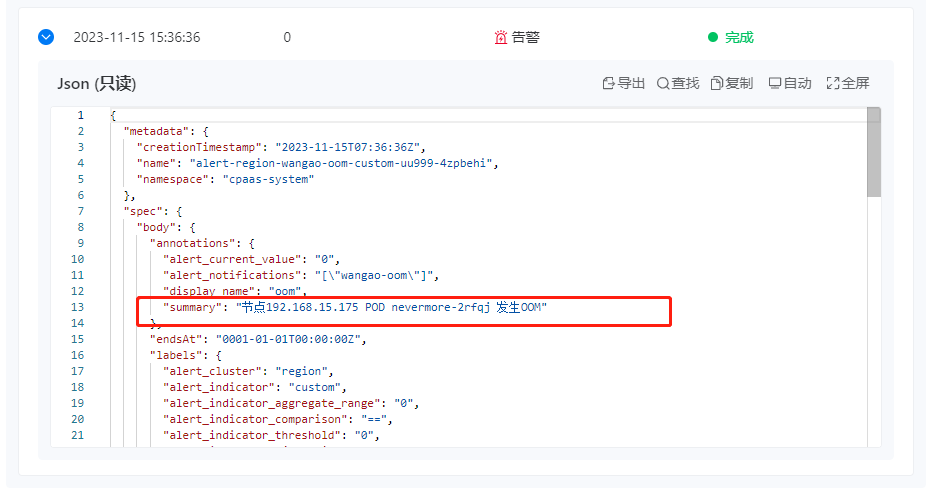 2023-11-15 15:36:36 0 告警 完成
Json (只读) 导出 查找 复制 自动 全屏
1 {
2 "metadata": {
3 "creationTimestamp": "2023-11-15T07:36:36Z",
4 "name": "alert-region-wangao-oom-custom-uu999-4zpbehi",
5 "namespace": "cpaas-system"
6 },
7 "spec": {
8 "body": {
9 "annotations": {
10 "alert_current_value": "0",
11 "alert_notifications": "[\"wangao-oom\"]",
12 "display_name": "oom",
13 "summary": "节点192.168.15.175 POD nevermore-2rfqj 发生OOM"
14 },
15 "endsAt": "0001-01-01T00:00:00Z",
16 "labels": {
17 "alert_cluster": "region",
18 "alert_indicator": "custom",
19 "alert_indicator_aggregate_range": "0",
20 "alert_indicator_comparison": "==",
21 "alert_indicator_threshold": "0",